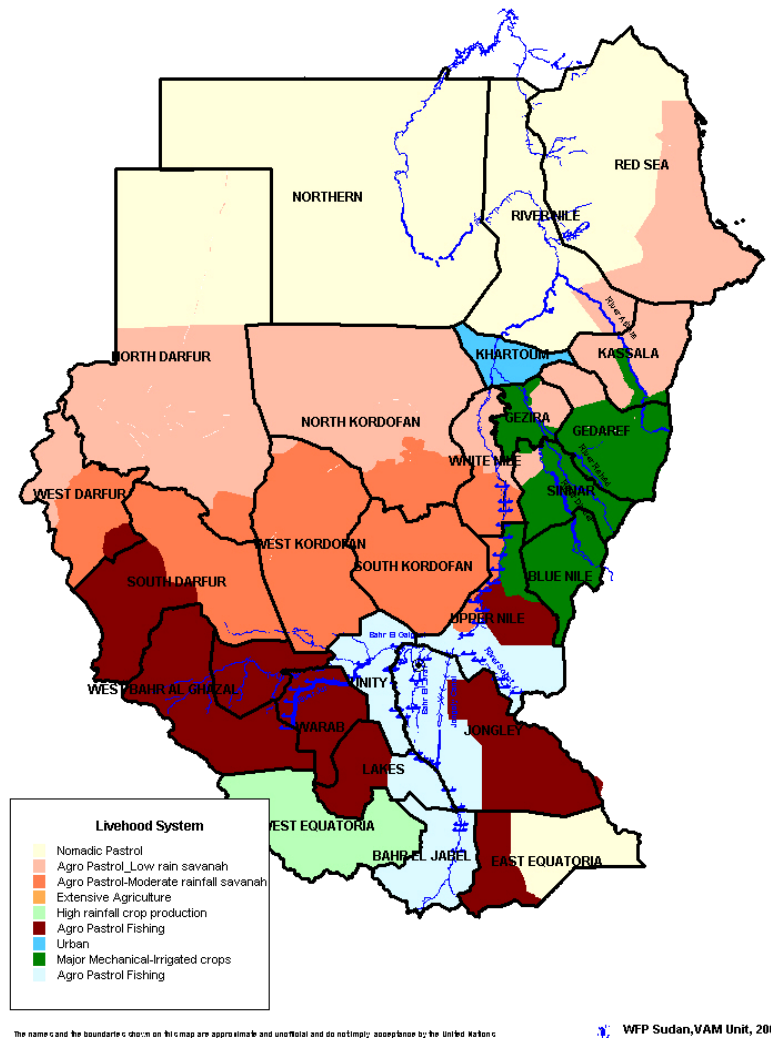 RED SEA
NORTHERN
RIVER NILE
River Atbara
KHARTOUM
KASSALA
NORTH DARFUR
NORTH KORDOFAN
GEZIRA
GEDAREF
WHITE NILE
River Rahad
SINNAR
WEST DARFUR
WEST KORDOFAN
SOUTH KORDOFAN
SOUTH DARFUR
BLUE NILE
UPPER NILE
UNITY
WEST BAHR AL GHAZAL
WARAB
JONGLEY
LAKES
WEST EQUATORIA
BAHR EL JABEL
EAST EQUATORIA
Livehood System
Nomadic Pastrol
Agro Pastrol_Low rain savanah
Agro Pastrol-Moderate rainfall savanah
Extensive Agriculture
High rainfall crop production
Agro Pastrol Fishing
Urban
Major Mechanical-Irrigated crops
Agro Pastrol Fishing
The names and the boundaries shown on this map are approximate and unofficial and do not imply acceptance by the United Nations
WFP Sudan,VAM Unit, 200